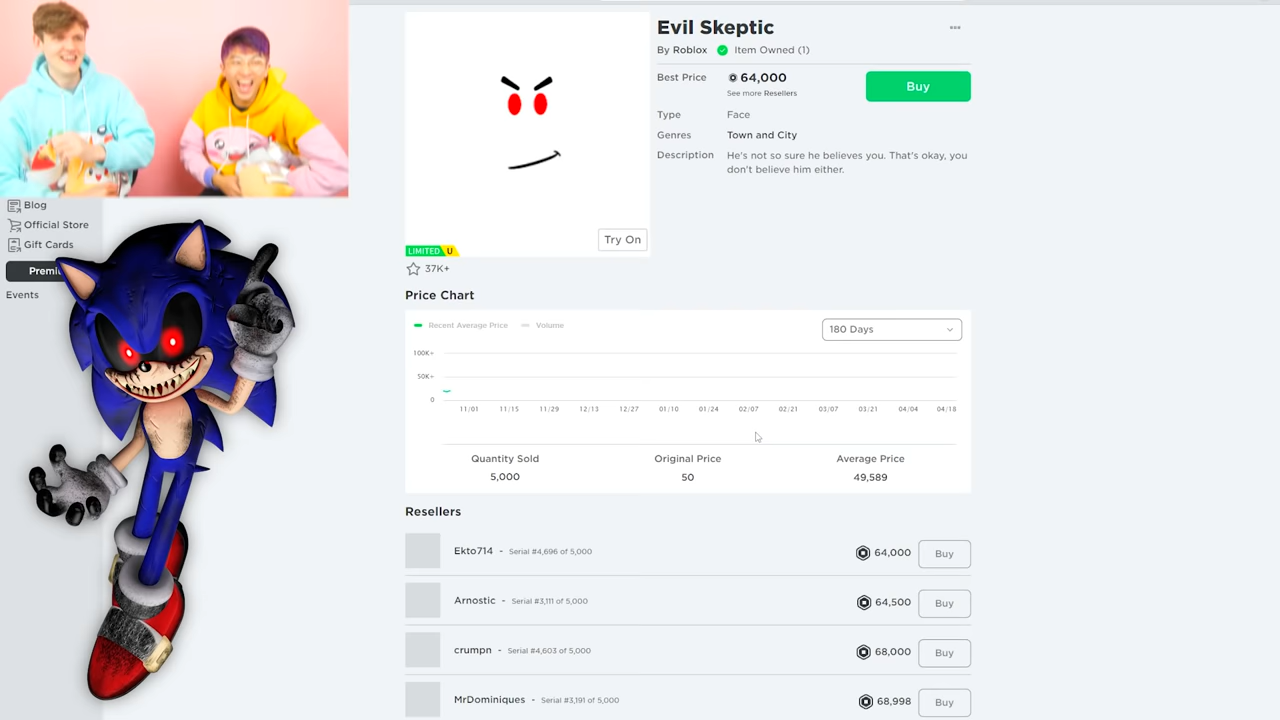 Evil Skeptic
By Roblox Item Owned (1)
Best Price 64,000
See more Resellers
Buy
Type Face
Genres Town and City
Description He's not so sure he believes you. That's okay, you
don't believe him either.
Try On
LIMITED U
37K+
Blog
Official Store
Gift Cards
Events
Price Chart
Recent Average Price Volume
180 Days
100K+
50K+
0
11/01 11/15 11/29 12/13 12/27 01/10 01/24 02/07 02/21 03/07 03/21 04/04 04/18
Quantity Sold Original Price Average Price
5,000 50 49,589
Resellers
Ekto714 - Serial #4,696 of 5,000 64,000 Buy
Arnostic - Serial #3,111 of 5,000 64,500 Buy
crumpn - Serial #4,603 of 5,000 68,000 Buy
MrDominiques - Serial #3,191 of 5,000 68,998 Buy